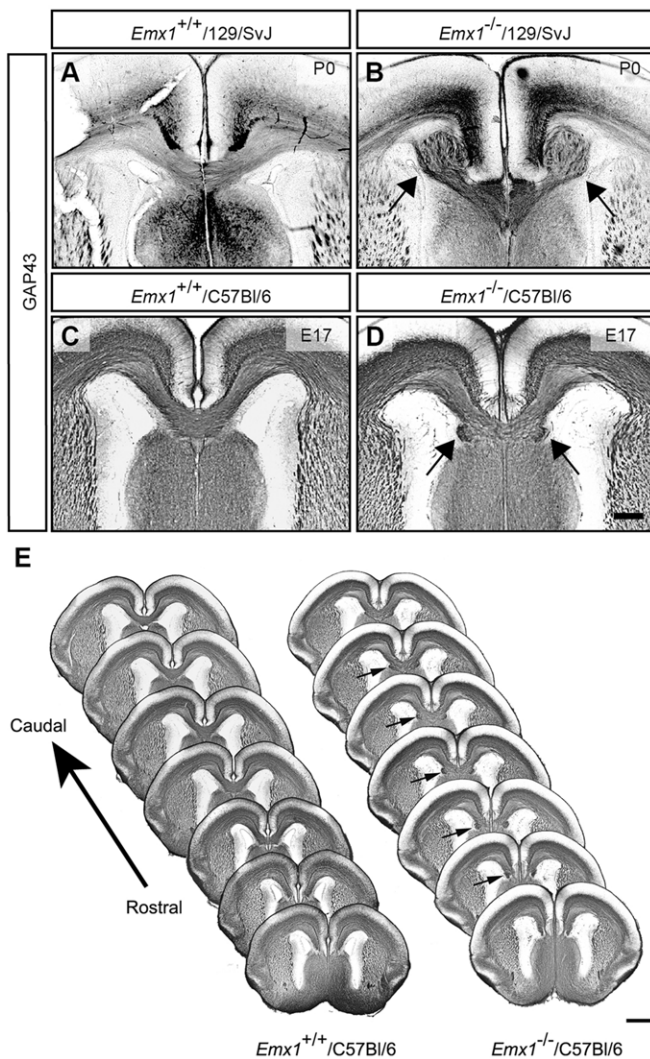 Emx1+/+/129/SvJ
Emx1-/-/129/SvJ
A
P0
B
P0
GAP43
Emx1+/+/C57Bl/6
Emx1-/-/C57Bl/6
C
E17
D
E17
E
Caudal
Rostral
Emx1+/+/C57Bl/6
Emx1-/-/C57Bl/6